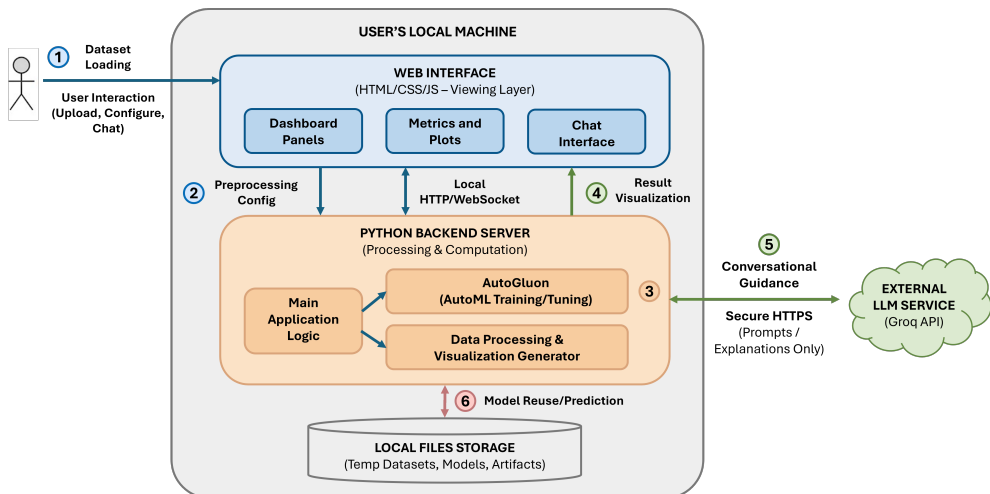 USER'S LOCAL MACHINE
1
Dataset
Loading
User Interaction
(Upload, Configure,
Chat)
WEB INTERFACE
(HTML/CSS/JS – Viewing Layer)
Dashboard
Panels
Metrics and
Plots
Chat
Interface
2
Preprocessing
Config
Local
HTTP/WebSocket
4
Result
Visualization
PYTHON BACKEND SERVER
(Processing & Computation)
Main
Application
Logic
AutoGluon
(AutoML Training/Tuning)
3
Data Processing &
Visualization Generator
5
Conversational
Guidance
Secure HTTPS
(Prompts /
Explanations Only)
EXTERNAL
LLM SERVICE
(Groq API)
6
Model Reuse/Prediction
LOCAL FILES STORAGE
(Temp Datasets, Models, Artifacts)